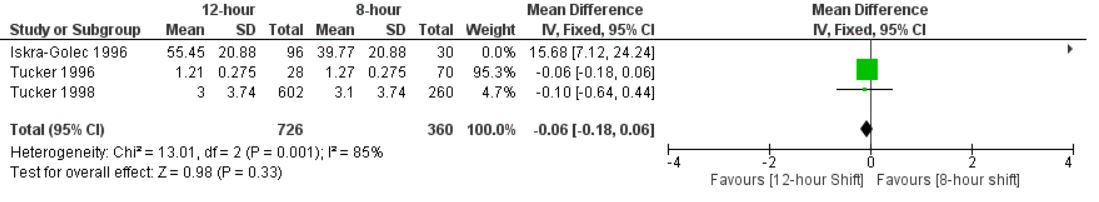 12-hour 8-hour Mean Difference Mean Difference
Study or Subgroup Mean SD Total Mean SD Total Weight IV, Fixed, 95% CI IV, Fixed, 95% CI
Iskra-Golec 1996 55.45 20.88 96 39.77 20.88 30 0.0% 15.68 [7.12, 24.24]
Tucker 1996 1.21 0.275 28 1.27 0.275 70 95.3% -0.06 [-0.18, 0.06]
Tucker 1998 3 3.74 602 3.1 3.74 260 4.7% -0.10 [-0.64, 0.44]
Total (95% CI) 726 360 100.0% -0.06 [-0.18, 0.06]
Heterogeneity: Chi² = 13.01, df = 2 (P = 0.001); I² = 85%
Test for overall effect: Z = 0.98 (P = 0.33)
-4 -2 0 2 4
Favours [12-hour Shift] Favours [8-hour shift]